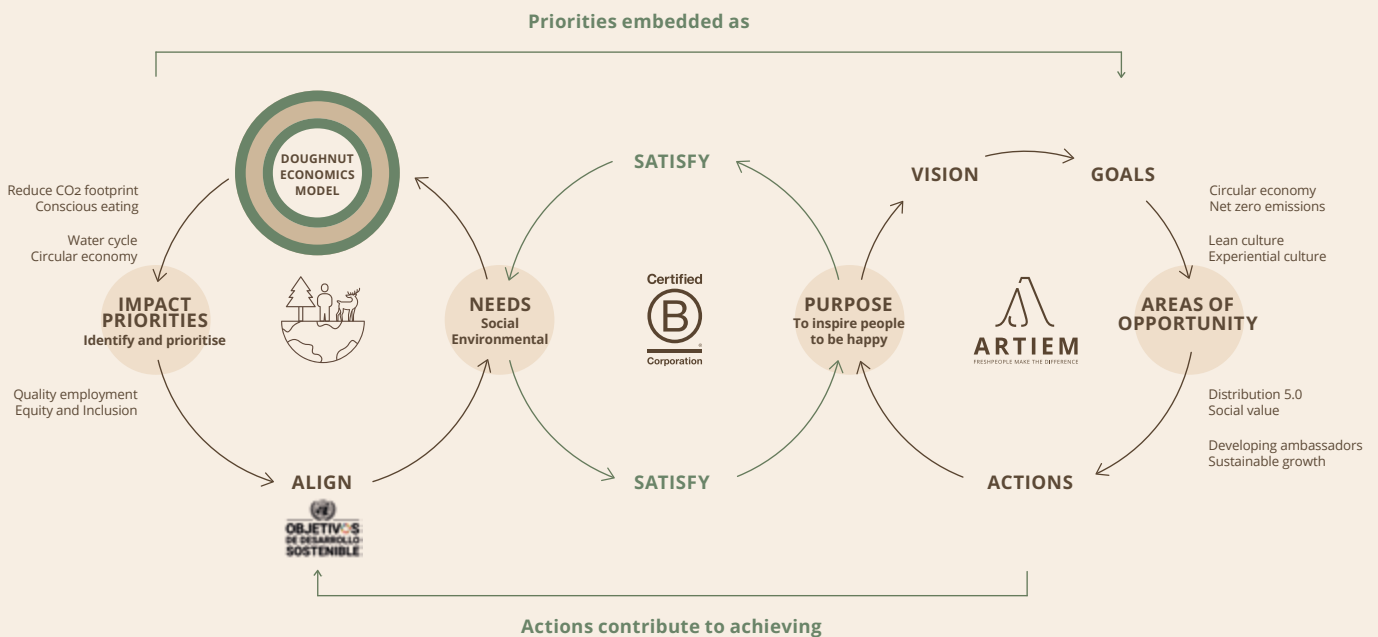 Priorities embedded as
DOUGHNUT
ECONOMICS
MODEL
Reduce CO2 footprint
Conscious eating
Water cycle
Circular economy
IMPACT
PRIORITIES
Identify and prioritise
Quality employment
Equity and Inclusion
ALIGN
OBJETIVOS
DE DESARROLLO
SOSTENIBLE
NEEDS
Social
Environmental
SATISFY
Certified
B
®
Corporation
SATISFY
PURPOSE
To inspire people
to be happy
VISION
GOALS
ARTIEM
FRESHPEOPLE MAKE THE DIFFERENCE
ACTIONS
Circular economy
Net zero emissions
Lean culture
Experiential culture
AREAS OF
OPPORTUNITY
Distribution 5.0
Social value
Developing ambassadors
Sustainable growth
Actions contribute to achieving